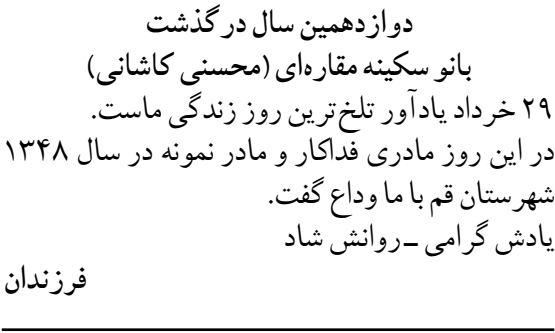 دوازدهمین سال درگذشت
بانو سکینه مقاره‌ای (محسنی کاشانی)
۲۹ خرداد یادآور تلخ‌ترین روز زندگی ماست.
در این روز مادری فداکار و مادر نمونه در سال ۱۳۴۸
شهرستان قم با ما وداع گفت.
یادش گرامی ـ روانش شاد
فرزندان